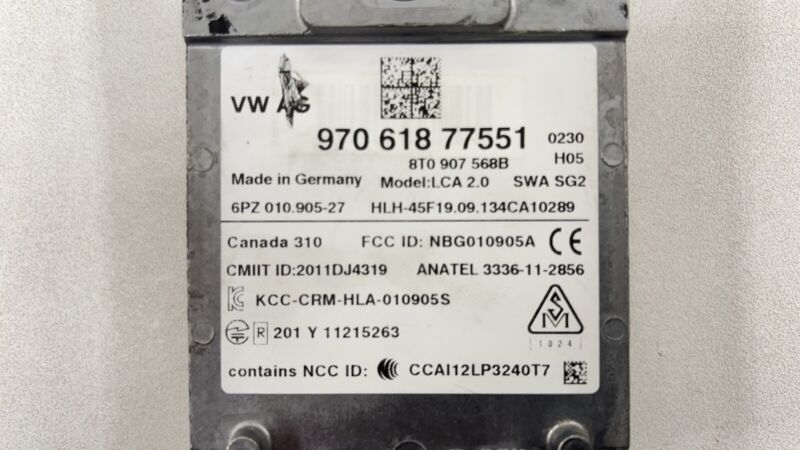 VW AG
970 618 77551 0230
8T0 907 568B H05
Made in Germany Model:LCA 2.0 SWA SG2
6PZ 010.905-27 HLH-45F19.09.134CA10289
Canada 310 FCC ID: NBG010905A CE
CMIIT ID:2011DJ4319 ANATEL 3336-11-2856
KCC-CRM-HLA-010905S
R 201 Y 11215263
S M
1024
contains NCC ID: CCAI12LP3240T7